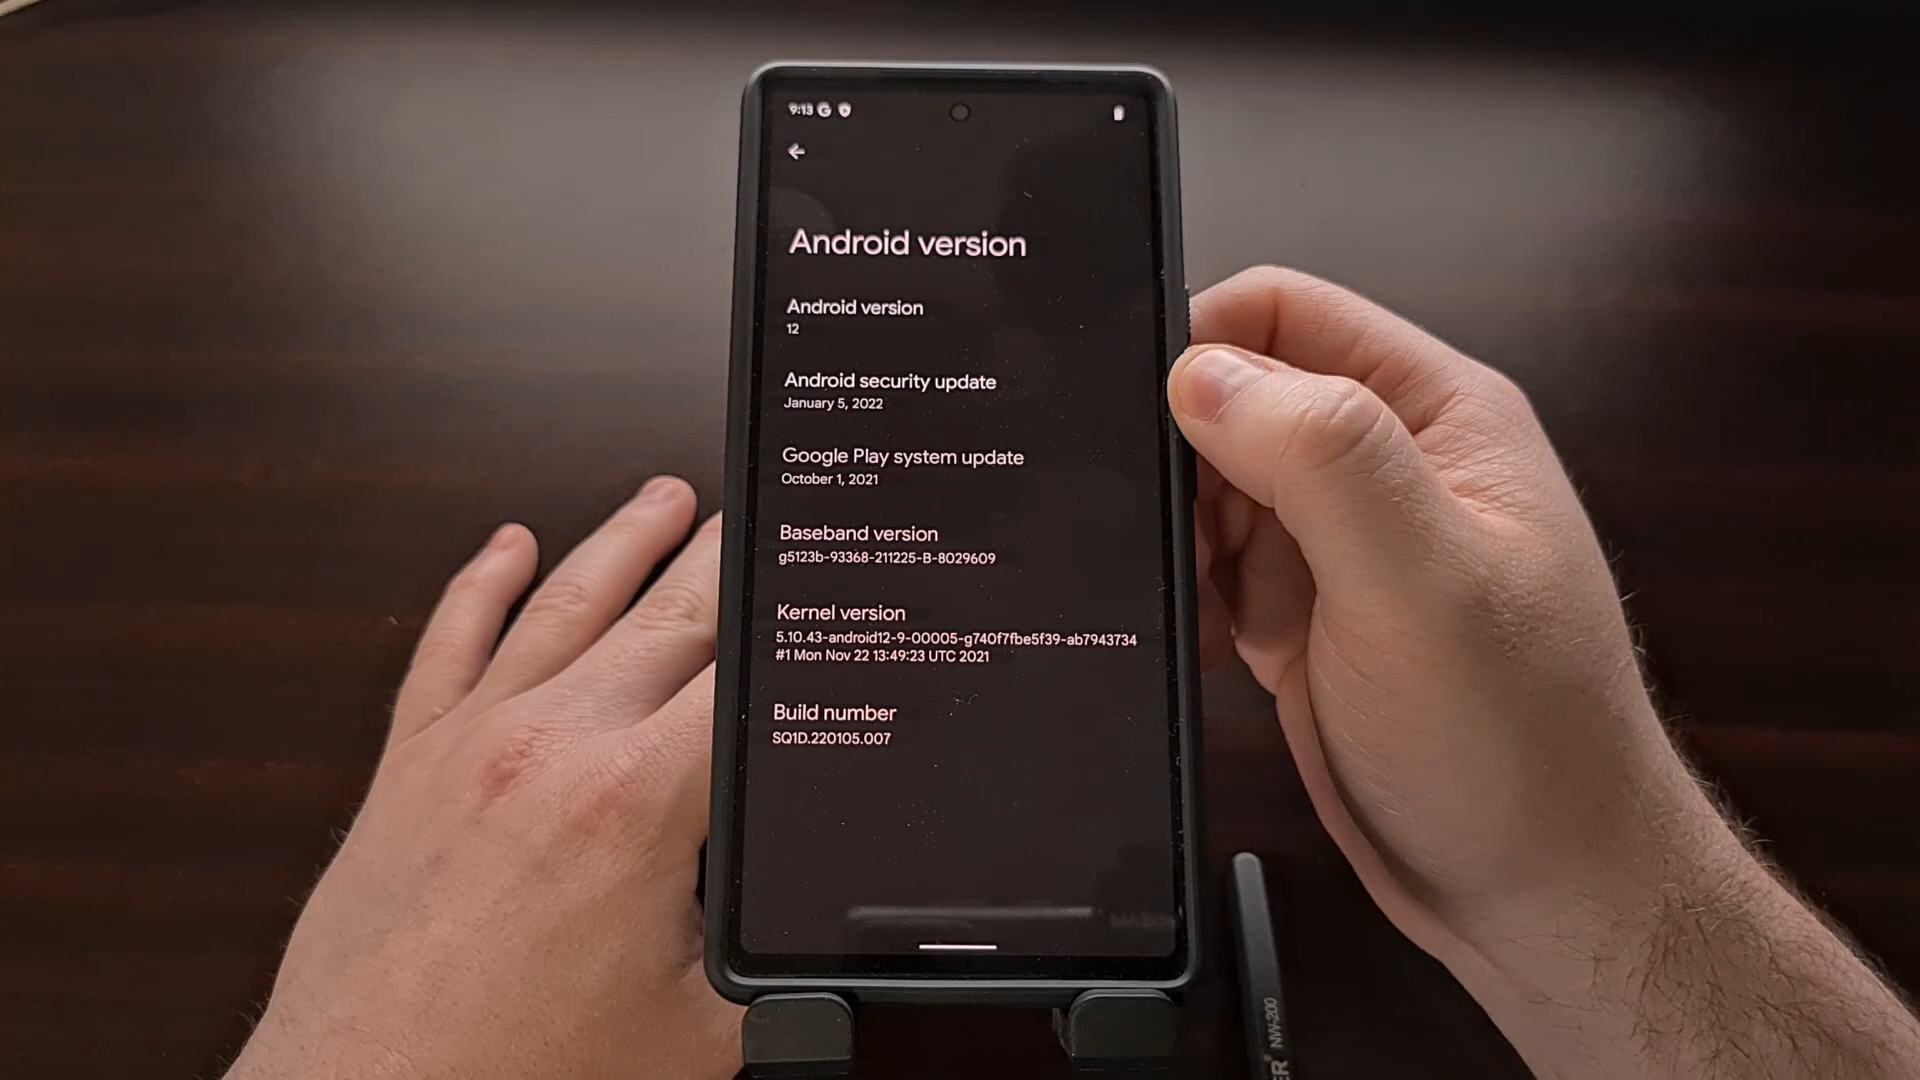 9:13
Android version
Android version
12
Android security update
January 5, 2022
Google Play system update
October 1, 2021
Baseband version
g5123b-93368-211225-B-8029609
Kernel version
5.10.43-android12-9-00005-g740f7fbe5f39-ab7943734
#1 Mon Nov 22 13:49:23 UTC 2021
Build number
SQ1D.220105.007
NW-200